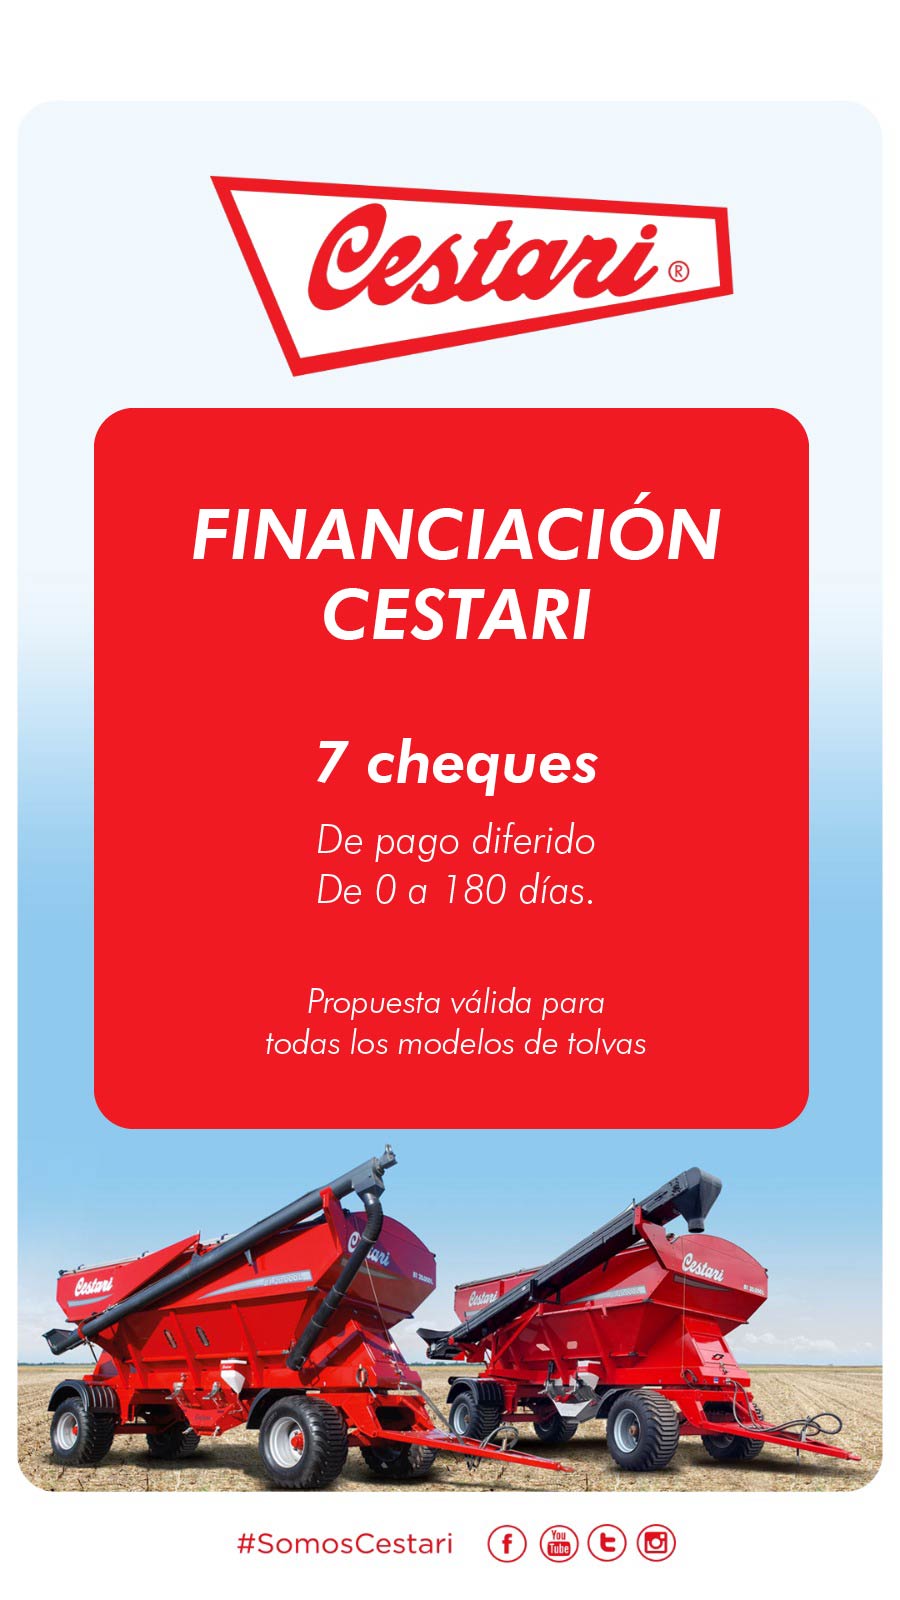 Cestari ®
FINANCIACIÓN
CESTARI
7 cheques
De pago diferido
De 0 a 180 días.
Propuesta válida para
todas los modelos de tolvas
Cestari
Cestari
Cestari
Cestari
#SomosCestari
f
You
Tube
t